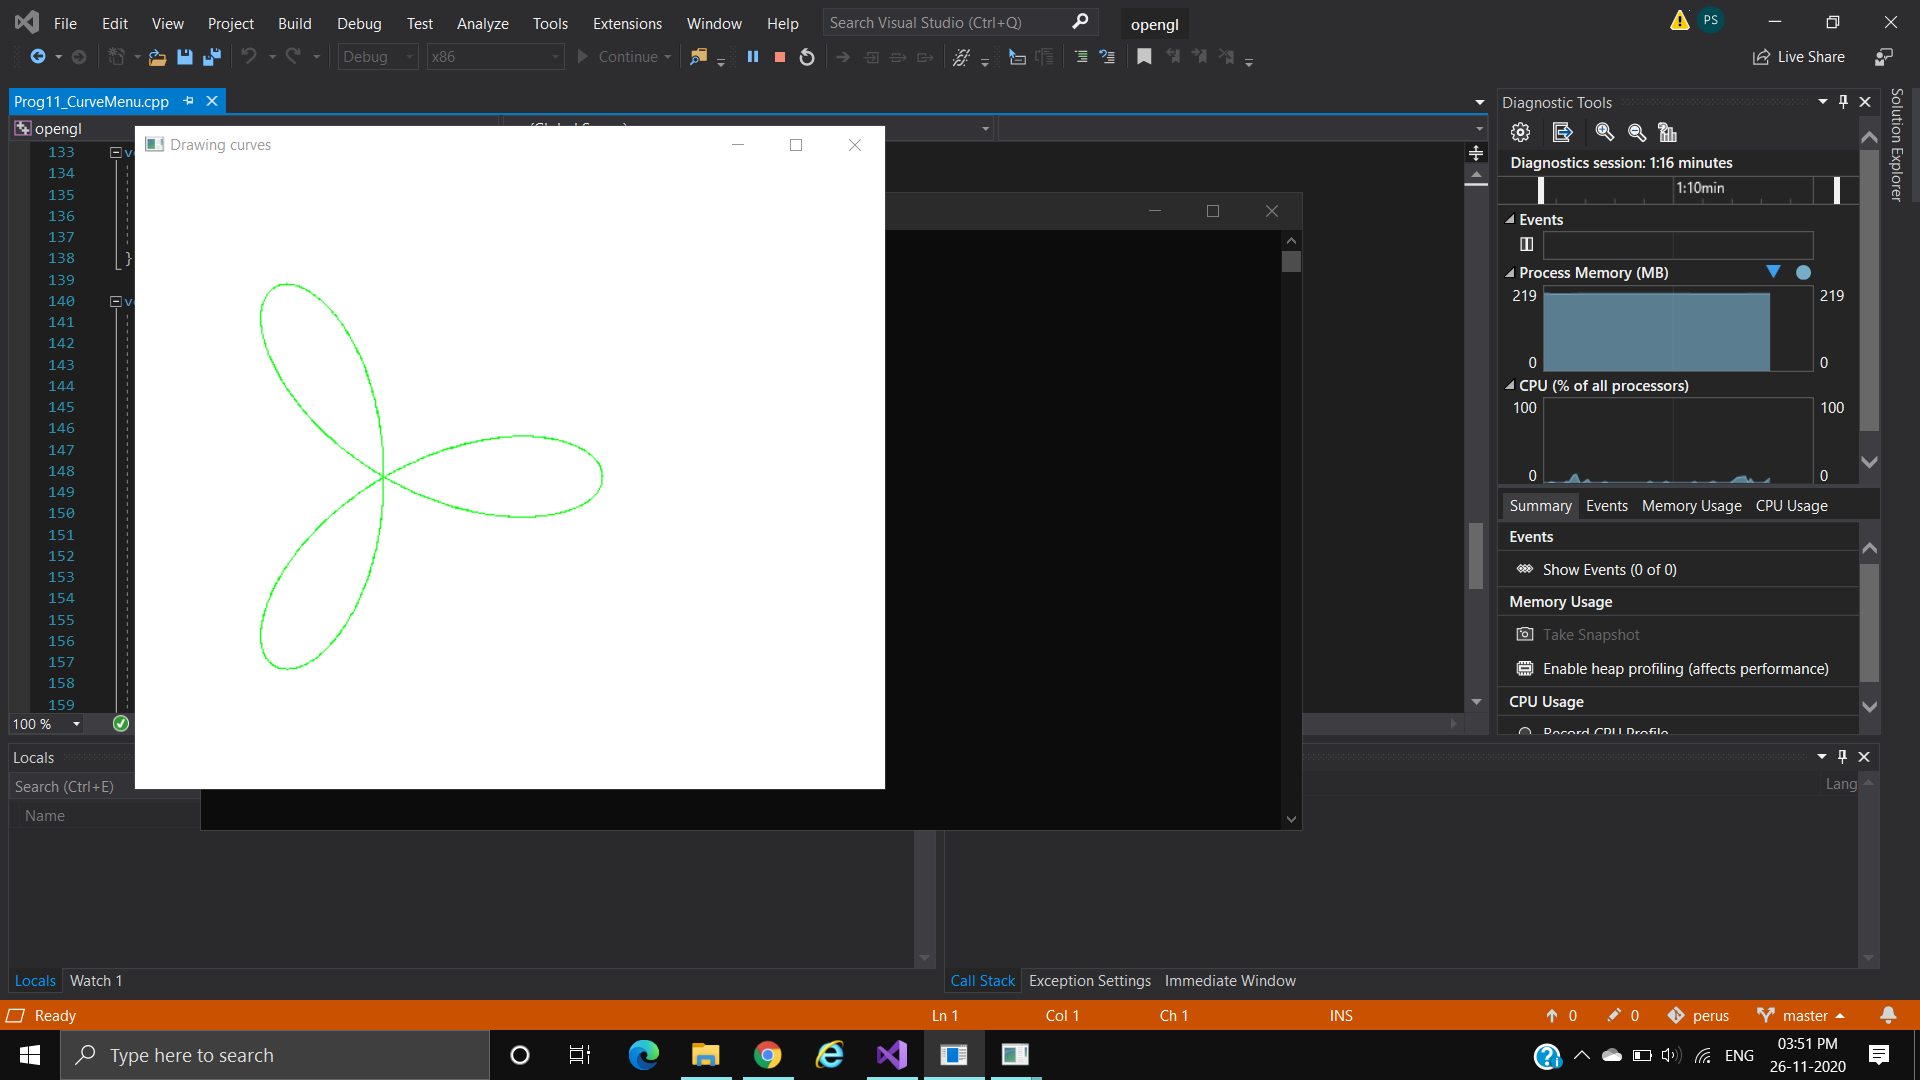 File Edit View Project Build Debug Test Analyze Tools Extensions Window Help Search Visual Studio (Ctrl+Q) opengl PS
Debug x86 Continue Live Share
Prog11_CurveMenu.cpp
opengl
Drawing curves
133
134
135
136
137
138 }
139
140
141
142
143
144
145
146
147
148
149
150
151
152
153
154
155
156
157
158
159
100 %
Diagnostic Tools
Diagnostics session: 1:16 minutes
1:10min
Events
Process Memory (MB)
219 219
0 0
CPU (% of all processors)
100 100
0 0
Summary Events Memory Usage CPU Usage
Events
Show Events (0 of 0)
Memory Usage
Take Snapshot
Enable heap profiling (affects performance)
CPU Usage
Record CPU Profile
Solution Explorer
Locals
Search (Ctrl+E)
Name
Lang
Locals Watch 1
Call Stack Exception Settings Immediate Window
Ready Ln 1 Col 1 Ch 1 INS 0 0 perus master
Type here to search
ENG
03:51 PM
26-11-2020